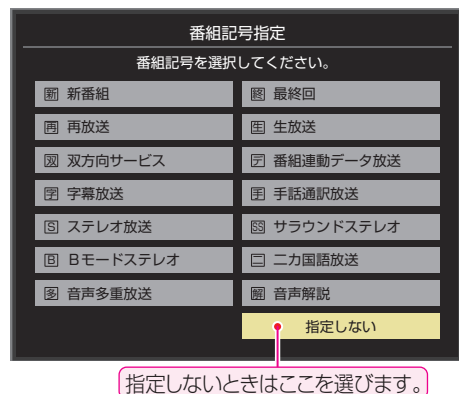 番組記号指定
番組記号を選択してください。
新 新番組
終 最終回
再 再放送
生 生放送
双 双方向サービス
デ 番組連動データ放送
字 字幕放送
手 手話通訳放送
S ステレオ放送
SS サラウンドステレオ
B Bモードステレオ
二 二カ国語放送
多 音声多重放送
解 音声解説
指定しない
指定しないときはここを選びます。